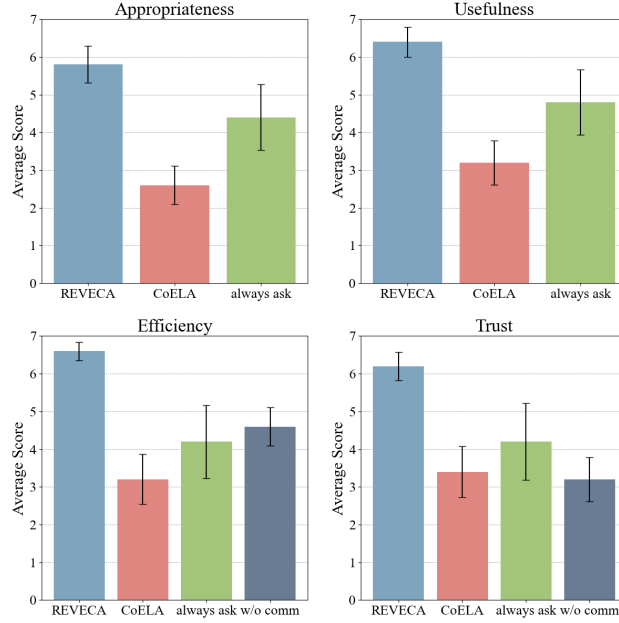 Appropriateness
Average Score
7
6
5
4
3
2
1
0
REVECA CoELA always ask
Usefulness
Average Score
7
6
5
4
3
2
1
0
REVECA CoELA always ask
Efficiency
Average Score
7
6
5
4
3
2
1
0
REVECA CoELA always ask w/o comm
Trust
Average Score
7
6
5
4
3
2
1
0
REVECA CoELA always ask w/o comm